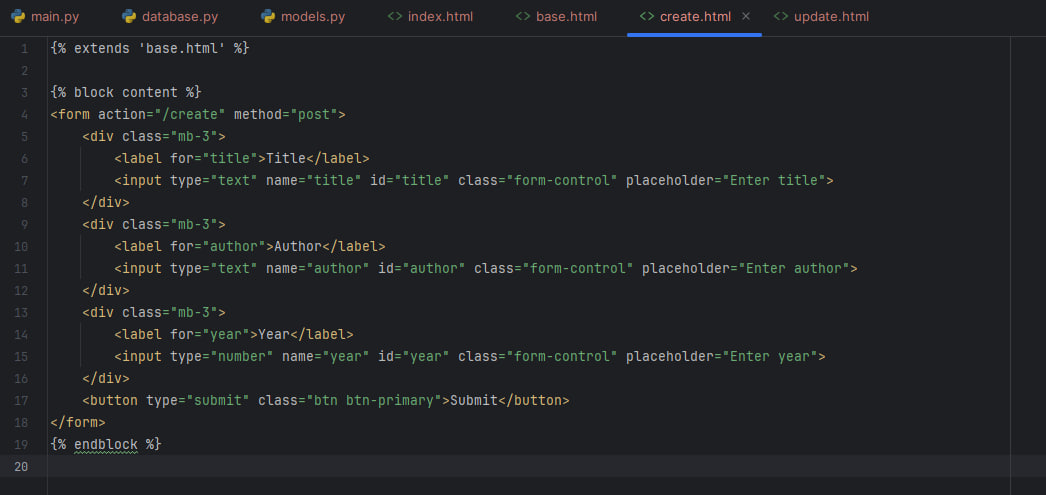 main.py database.py models.py index.html base.html create.html update.html
1 {% extends 'base.html' %}
2
3 {% block content %}
4 <form action="/create" method="post">
5     <div class="mb-3">
6         <label for="title">Title</label>
7         <input type="text" name="title" id="title" class="form-control" placeholder="Enter title">
8     </div>
9     <div class="mb-3">
10         <label for="author">Author</label>
11         <input type="text" name="author" id="author" class="form-control" placeholder="Enter author">
12     </div>
13     <div class="mb-3">
14         <label for="year">Year</label>
15         <input type="number" name="year" id="year" class="form-control" placeholder="Enter year">
16     </div>
17     <button type="submit" class="btn btn-primary">Submit</button>
18 </form>
19 {% endblock %}
20